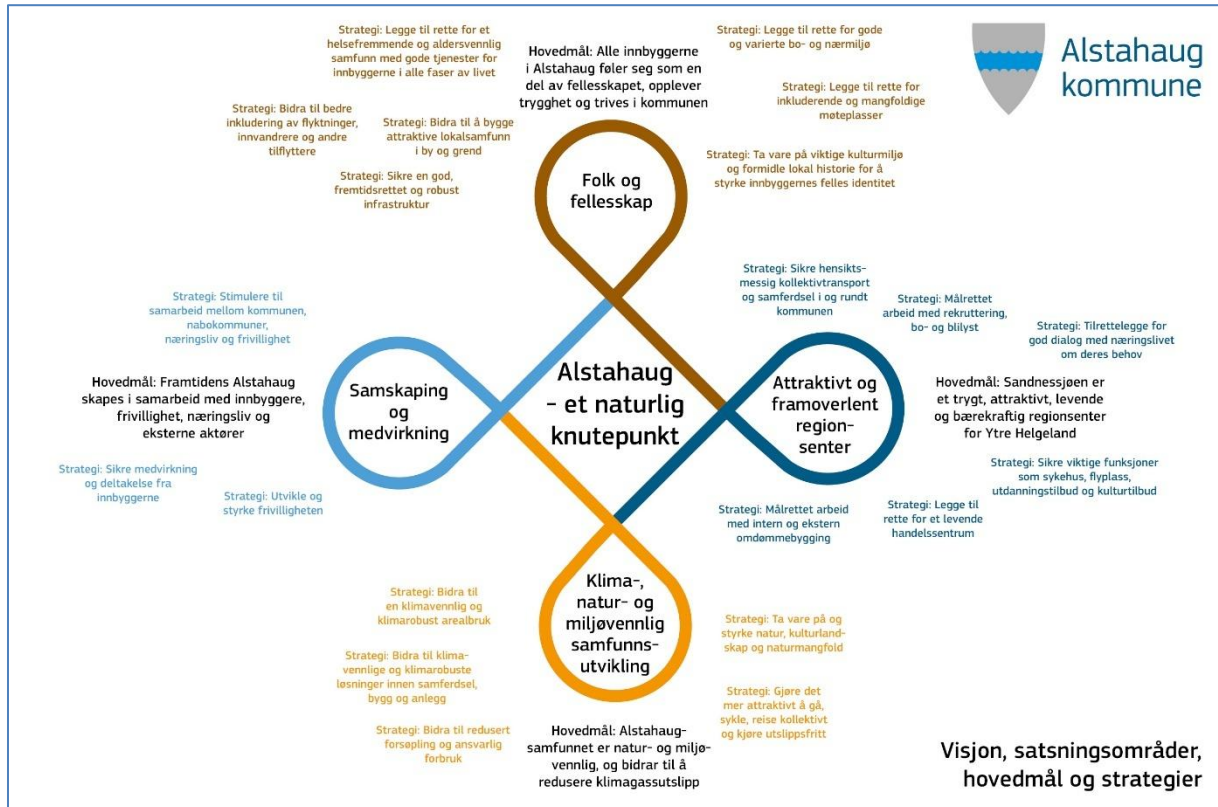 Strategi: Legge til rette for et
helsefremmende og aldersvennlig
samfunn med gode tjenester for
innbyggerne i alle faser av livet
Hovedmål: Alle innbyggerne
i Alstahaug føler seg som en
del av fellesskapet, opplever
trygghet og trives i kommunen
Strategi: Legge til rette for gode
og varierte bo- og nærmiljø
Alstahaug
kommune
Strategi: Legge til rette for
inkluderende og mangfoldige
møteplasser
Strategi: Bidra til bedre
inkludering av flyktninger,
innvandrere og andre
tilflyttere
Strategi: Bidra til å bygge
attraktive lokalsamfunn
i by og grend
Strategi: Ta vare på viktige kulturmiljø
og formidle lokal historie for å
styrke innbyggernes felles identitet
Strategi: Sikre en god,
fremtidsrettet og robust
infrastruktur
Folk og
fellesskap
Strategi: Stimulere til
samarbeid mellom kommunen,
nabokommuner,
næringsliv og frivillighet
Strategi: Sikre hensikts-
messig kollektivtransport
og samferdsel i og rundt
kommunen
Strategi: Målrettet
arbeid med rekruttering,
bo- og blilyst
Strategi: Tilrettelegge for
god dialog med næringslivet
om deres behov
Hovedmål: Framtidens Alstahaug
skapes i samarbeid med innbyggere,
frivillighet, næringsliv og
eksterne aktører
Samskaping
og
medvirkning
Alstahaug
- et naturlig
knutepunkt
Attraktivt og
framoverlent
region-
senter
Hovedmål: Sandnessjøen er
et trygt, attraktivt, levende
og bærekraftig regionsenter
for Ytre Helgeland
Strategi: Sikre medvirkning
og deltakelse fra
innbyggerne
Strategi: Utvikle og
styrke frivilligheten
Strategi: Målrettet arbeid
med intern og ekstern
omdømmebygging
Strategi: Legge til
rette for et levende
handelssentrum
Strategi: Sikre viktige funksjoner
som sykehus, flyplass,
utdanningstilbud og kulturtilbud
Strategi: Bidra til
en klimavennlig og
klimarobust arealbruk
Klima-,
natur- og
miljøvennlig
samfunns-
utvikling
Strategi: Ta vare på og
styrke natur, kulturland-
skap og naturmangfold
Strategi: Bidra til klima-
vennlige og klimarobuste
løsninger innen samferdsel,
bygg og anlegg
Strategi: Gjøre det
mer attraktivt å gå,
sykle, reise kollektivt
og kjøre utslippsfritt
Strategi: Bidra til redusert
forsøpling og ansvarlig
forbruk
Hovedmål: Alstahaug-
samfunnet er natur- og miljø-
vennlig, og bidrar til å
redusere klimagassutslipp
Visjon, satsningsområder,
hovedmål og strategier